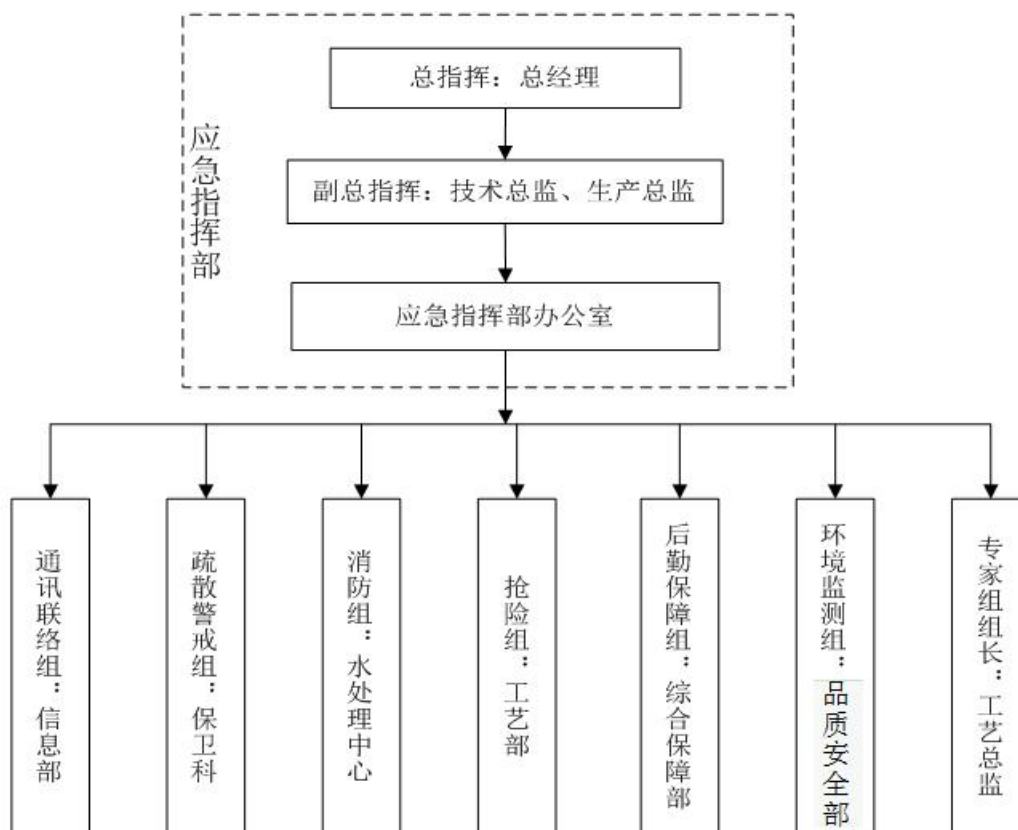 总指挥：总经理
应急指挥部
副总指挥：技术总监、生产总监
应急指挥部办公室
通讯联络组：信息部
疏散警戒组：保卫科
消防组：水处理中心
抢险组：工艺部
后勤保障组：综合保障部
环境监测组：品质安全部
专家组组长：工艺总监